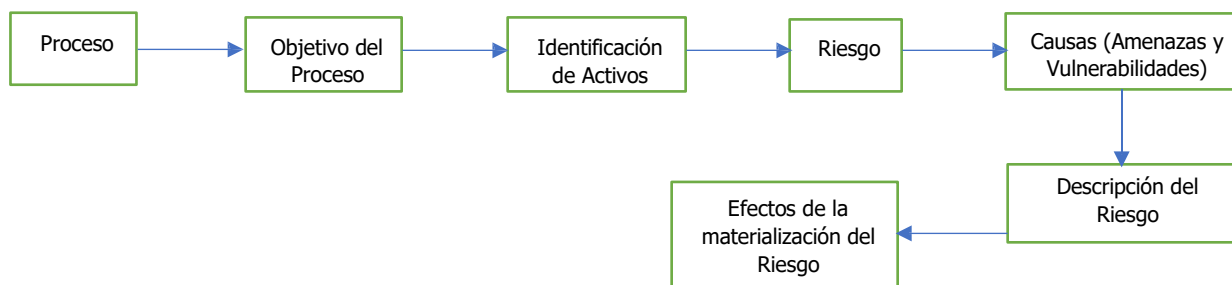 Proceso
Objetivo del
Proceso
Identificación
de Activos
Riesgo
Causas (Amenazas y
Vulnerabilidades)
Descripción del
Riesgo
Efectos de la
materialización del
Riesgo